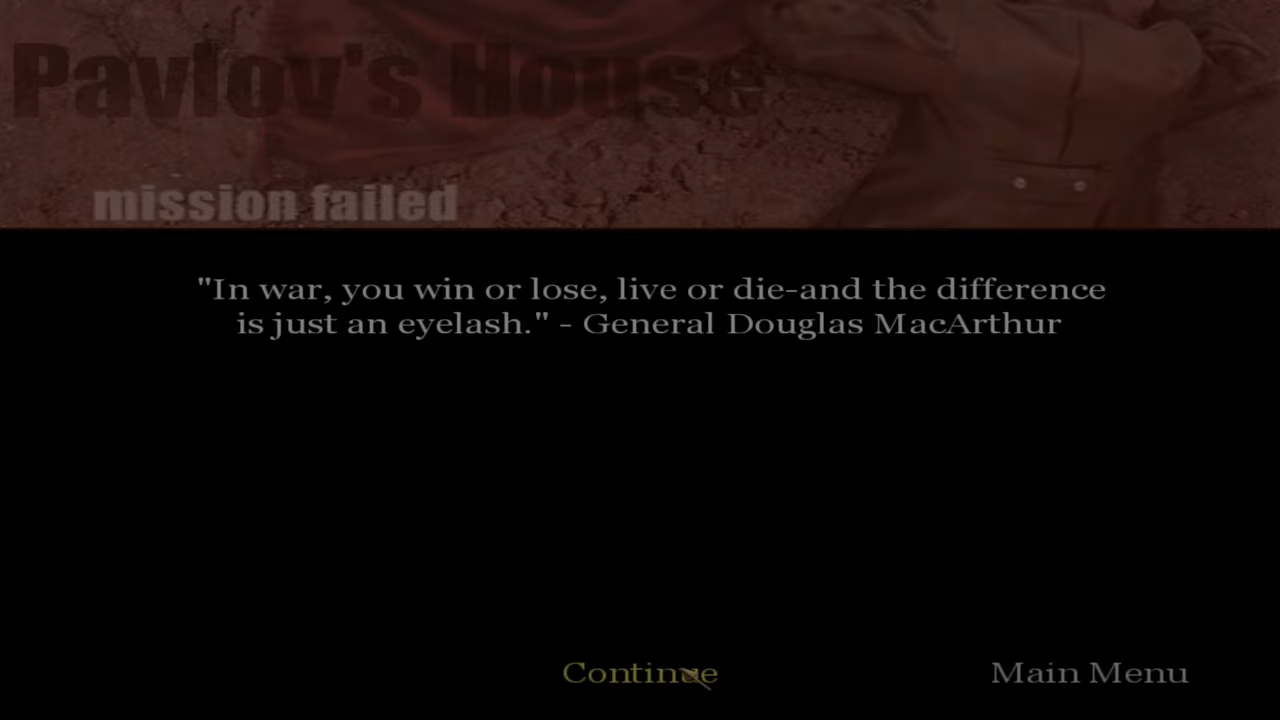 Pavlov's House
mission failed
"In war, you win or lose, live or die-and the difference
is just an eyelash." - General Douglas MacArthur
Continue
Main Menu